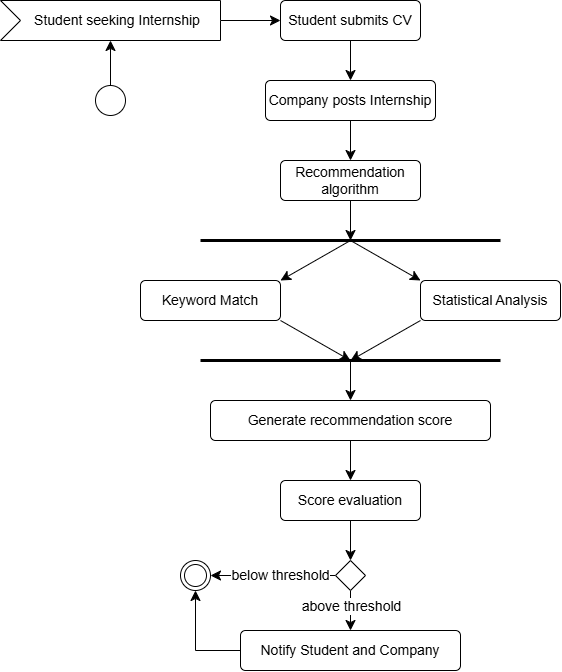 Student seeking Internship
Student submits CV
Company posts Internship
Recommendation
algorithm
Keyword Match
Statistical Analysis
Generate recommendation score
Score evaluation
below threshold
above threshold
Notify Student and Company